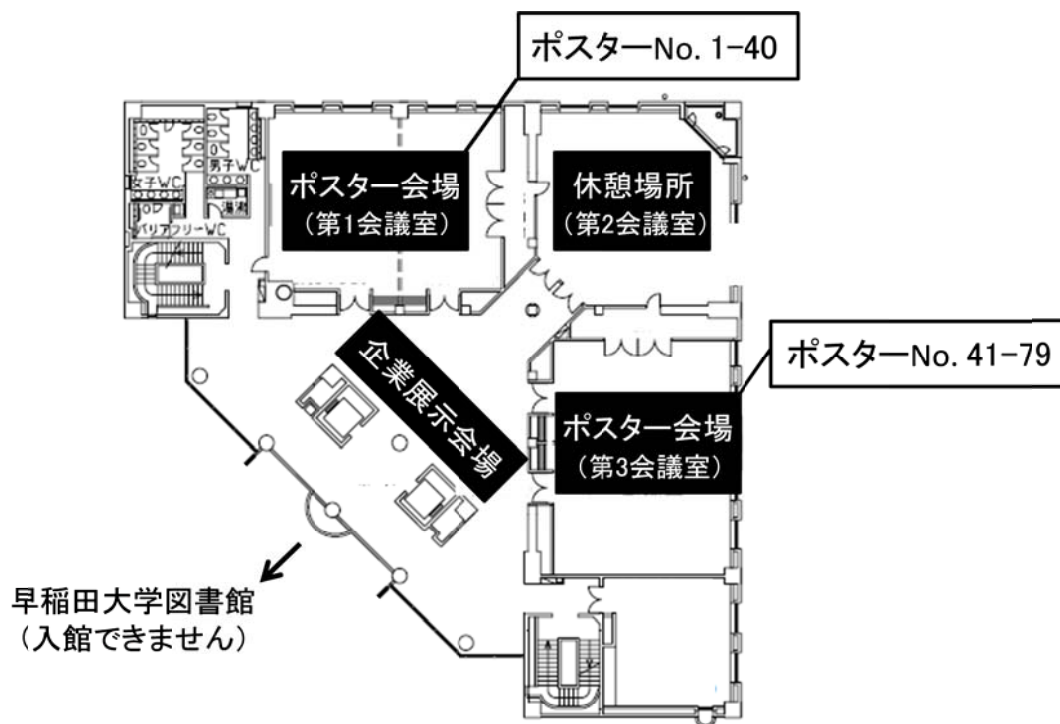 ポスターNo. 1-40
男子WC
女子WC
湯沸
バリアフリーWC
ポスター会場
(第1会議室)
休憩場所
(第2会議室)
企業展示会場
ポスターNo. 41-79
ポスター会場
(第3会議室)
早稲田大学図書館
(入館できません)